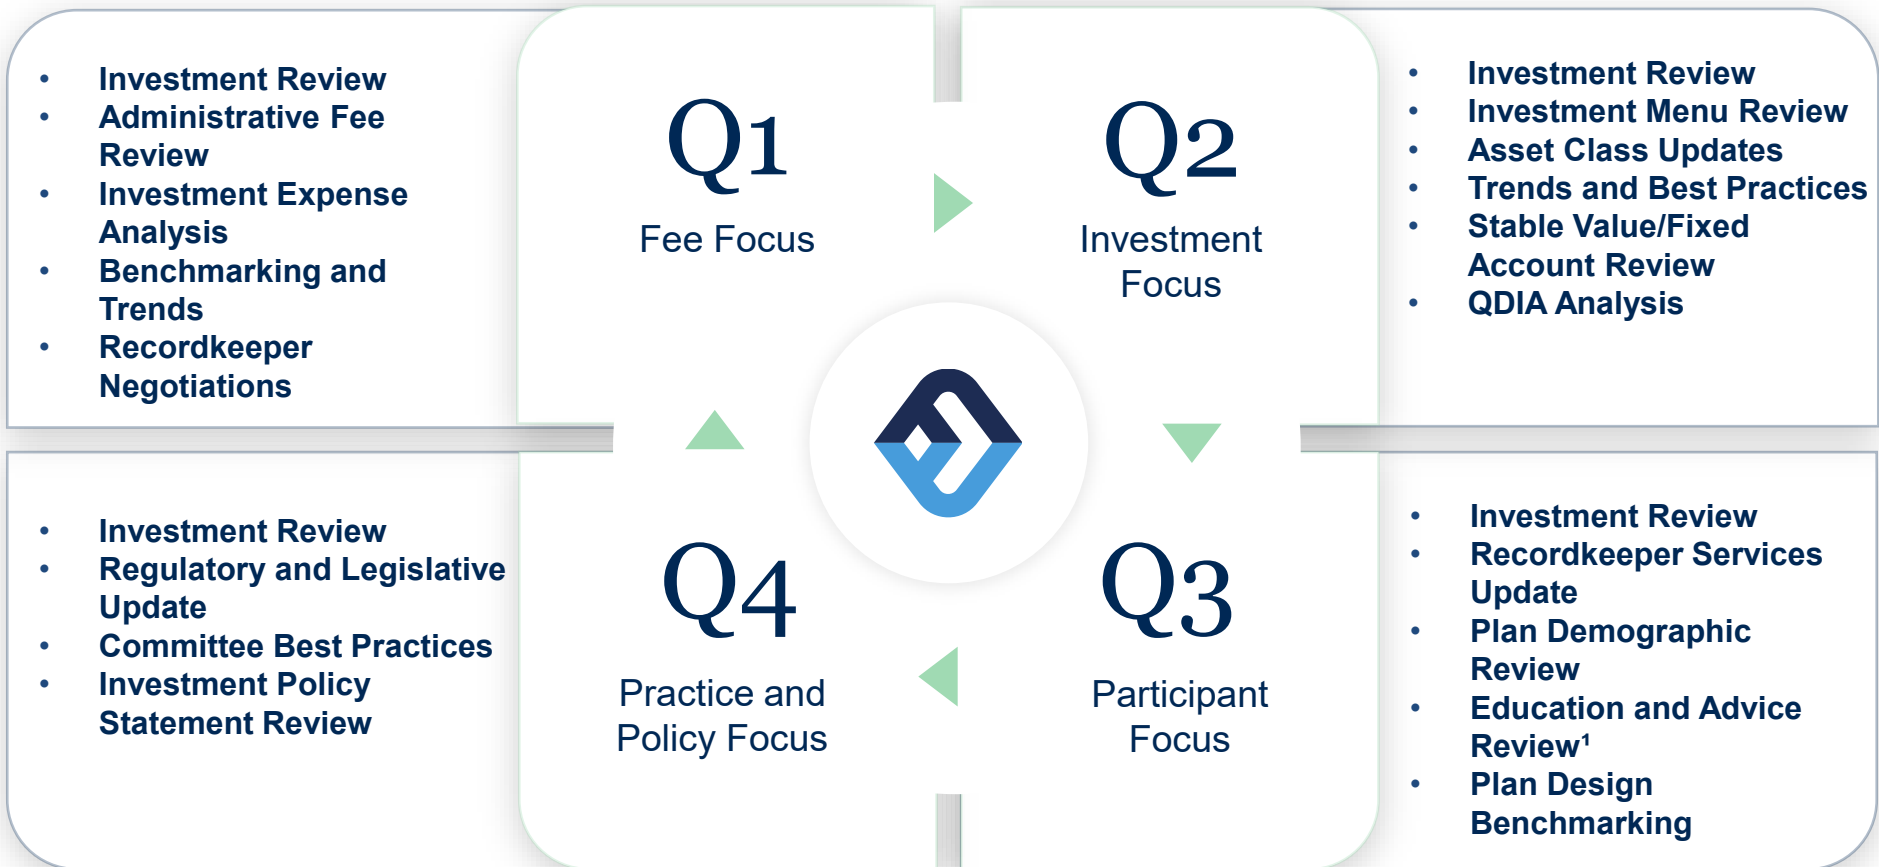 • Investment Review
• Administrative Fee
Review
• Investment Expense
Analysis
• Benchmarking and
Trends
• Recordkeeper
Negotiations
Q1
Fee Focus
Q2
Investment
Focus
• Investment Review
• Investment Menu Review
• Asset Class Updates
• Trends and Best Practices
• Stable Value/Fixed
Account Review
• QDIA Analysis
• Investment Review
• Regulatory and Legislative
Update
• Committee Best Practices
• Investment Policy
Statement Review
Q4
Practice and
Policy Focus
Q3
Participant
Focus
• Investment Review
• Recordkeeper Services
Update
• Plan Demographic
Review
• Education and Advice
Review¹
• Plan Design
Benchmarking